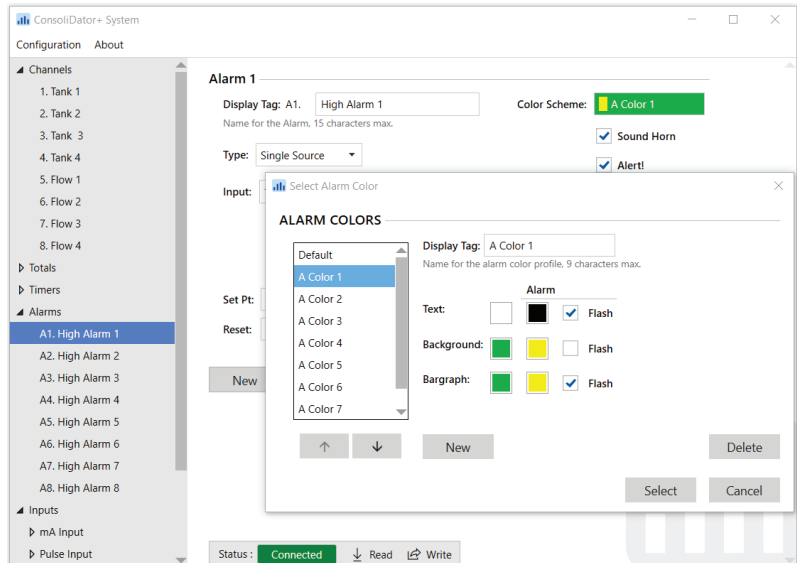 ConsoliDator+ System
Configuration About
Channels
1. Tank 1
2. Tank 2
3. Tank 3
4. Tank 4
5. Flow 1
6. Flow 2
7. Flow 3
8. Flow 4
Totals
Timers
Alarms
A1. High Alarm 1
A2. High Alarm 2
A3. High Alarm 3
A4. High Alarm 4
A5. High Alarm 5
A6. High Alarm 6
A7. High Alarm 7
A8. High Alarm 8
Inputs
mA Input
Pulse Input
Alarm 1
Display Tag: A1. High Alarm 1
Name for the Alarm, 15 characters max.
Color Scheme: A Color 1
Sound Horn
Alert!
Type: Single Source
Input:
Set Pt:
Reset:
New
Select Alarm Color
ALARM COLORS
Default
A Color 1
A Color 2
A Color 3
A Color 4
A Color 5
A Color 6
A Color 7
Display Tag: A Color 1
Name for the alarm color profile, 9 characters max.
Alarm
Text: Flash
Background: Flash
Bargraph: Flash
New
Delete
Select Cancel
Status : Connected Read Write